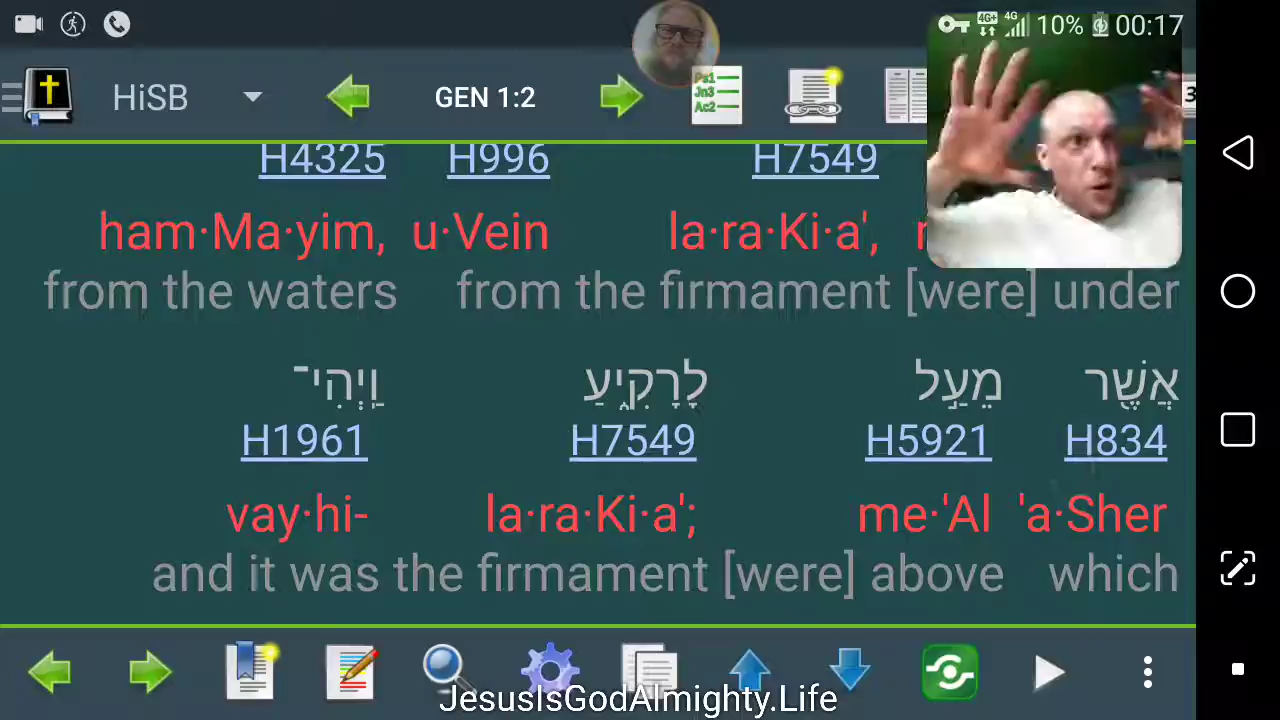 10% 00:17
HiSB GEN 1:2
H4325 H996 H7549
ham·Ma·yim, u·Vein la·ra·Ki·a',
from the waters from the firmament [were] under
אֲשֶׁ֖ר מֵעַ֣ל לָרָקִ֑יעַ וַֽיְהִי־
H1961 H7549 H5921 H834
vay·hi- la·ra·Ki·a'; me·'Al 'a·Sher
and it was the firmament [were] above which
JesusIsGodAlmighty.Life